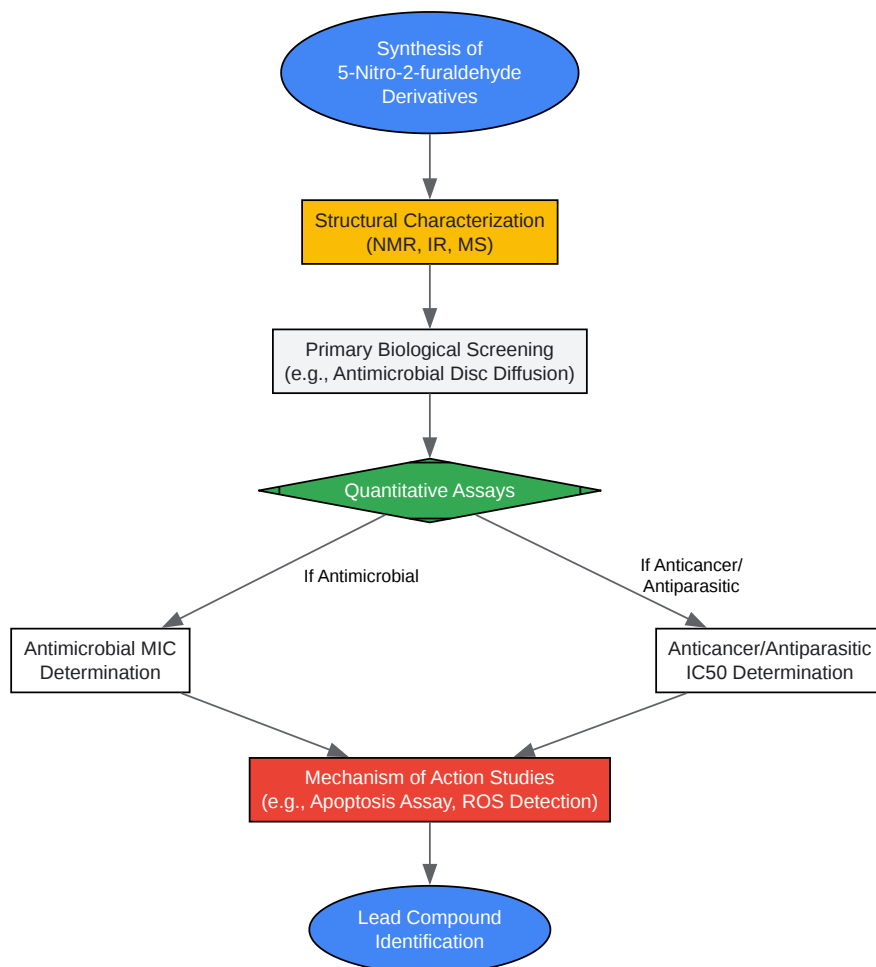 Synthesis of
5-Nitro-2-furaldehyde
Derivatives
Structural Characterization
(NMR, IR, MS)
Primary Biological Screening
(e.g., Antimicrobial Disc Diffusion)
Quantitative Assays
If Antimicrobial
If Anticancer/
Antiparasitic
Antimicrobial MIC
Determination
Anticancer/Antiparasitic
IC50 Determination
Mechanism of Action Studies
(e.g., Apoptosis Assay, ROS Detection)
Lead Compound
Identification